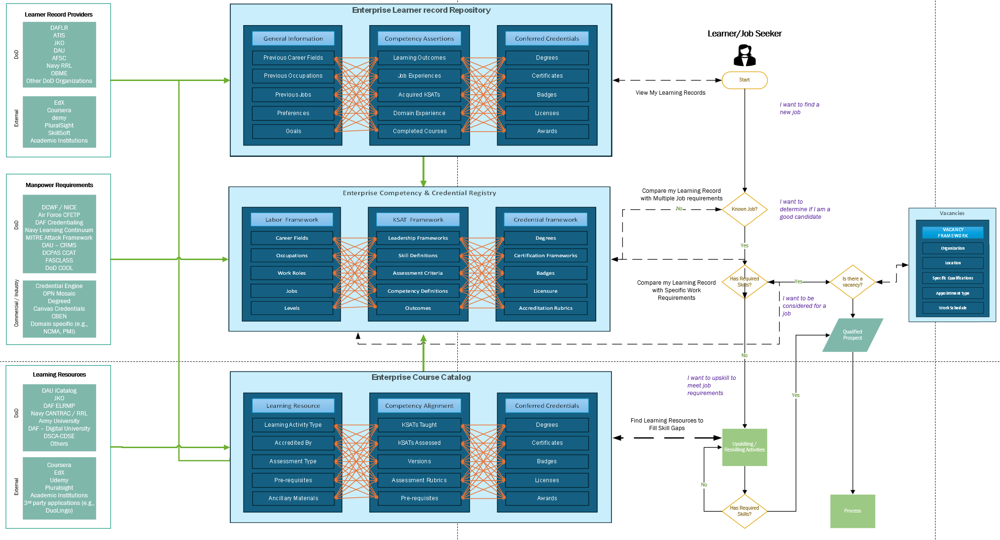 Learner Record Providers
DoD
DAFLR
ATIS
JKO
DAU
AFSC
Navy RRL
OBME
Other DoD Organizations
External
EdX
Coursera
demy
PluralSight
SkillSoft
Academic Institutions
Manpower Requirements
DoD
DCWF / NICE
Air Force CFETP
DAF Credentialing
Navy Learning Continuum
MITRE Attack Framework
DAU – CRMS
DCPAS CCAT
FASCLASS
DoD COOL
Commercial / Industry
Credential Engine
OPN Mosaic
Degreed
Canvas Credentials
CBEN
Domain specific (e.g.,
NCMA, PMI)
Learning Resources
DoD
DAU iCatalog
JKO
DAF ELRMP
Navy CANTRAC / RRL
Army University
DAF – Digital University
DSCA-CDSE
Others
External
Coursera
EdX
Udemy
Pluralsight
Academic Institutions
3rd party applications (e.g.,
DuoLingo)
Enterprise Learner record Repository
General Information
Previous Career Fields
Previous Occupations
Previous Jobs
Preferences
Goals
Competency Assertions
Learning Outcomes
Job Experiences
Acquired KSATs
Domain Experience
Completed Courses
Conferred Credentials
Degrees
Certificates
Badges
Licenses
Awards
Enterprise Competency & Credential Registry
Labor Framework
Career Fields
Occupations
Work Roles
Jobs
Levels
KSAT Framework
Leadership Frameworks
Skill Definitions
Assessment Criteria
Competency Definitions
Outcomes
Credential framework
Degrees
Certification Frameworks
Badges
Licensure
Accreditation Rubrics
Enterprise Course Catalog
Learning Resource
Learning Activity Type
Accredited By
Assessment Type
Pre-requisites
Ancillary Materials
Competency Alignment
KSATs Taught
KSATs Assessed
Versions
Assessment Rubrics
Pre-requisites
Conferred Credentials
Degrees
Certificates
Badges
Licenses
Awards
Learner/Job Seeker
Start
View My Learning Records
I want to find a
new job
Compare my Learning Record
with Multiple Job requirements
No
Known Job?
I want to
determine if I am a
good candidate
Yes
Compare my Learning Record
with Specific Work
Requirements
Has Required
Skills?
Yes
Is there a
vacancy?
I want to be
considered for a
job
Vacancies
VACANCY
FRAMEWORK
Organization
Location
Specific Qualifications
Appointment type
Work Schedule
Qualified
Prospect
No
I want to upskill to
meet job
requirements
Yes
Find Learning Resources to
Fill Skill Gaps
Upskilling /
Reskilling Activities
No
Has Required
Skills?
Process